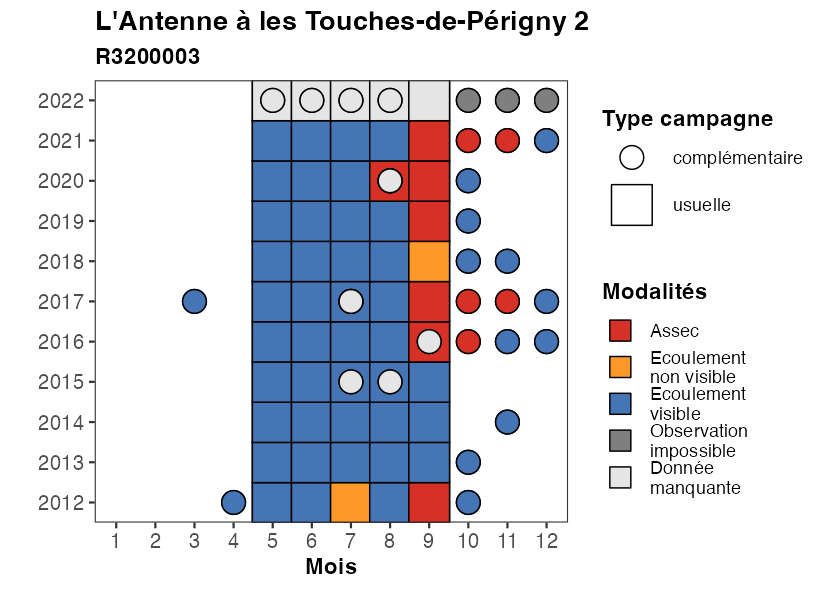 L'Antenne à les Touches-de-Périgny 2
R3200003
2022
2021
2020
2019
2018
2017
2016
2015
2014
2013
2012
1 2 3 4 5 6 7 8 9 10 11 12
Mois
Type campagne
complémentaire
usuelle
Modalités
Assec
Ecoulement
non visible
Ecoulement
visible
Observation
impossible
Donnée
manquante